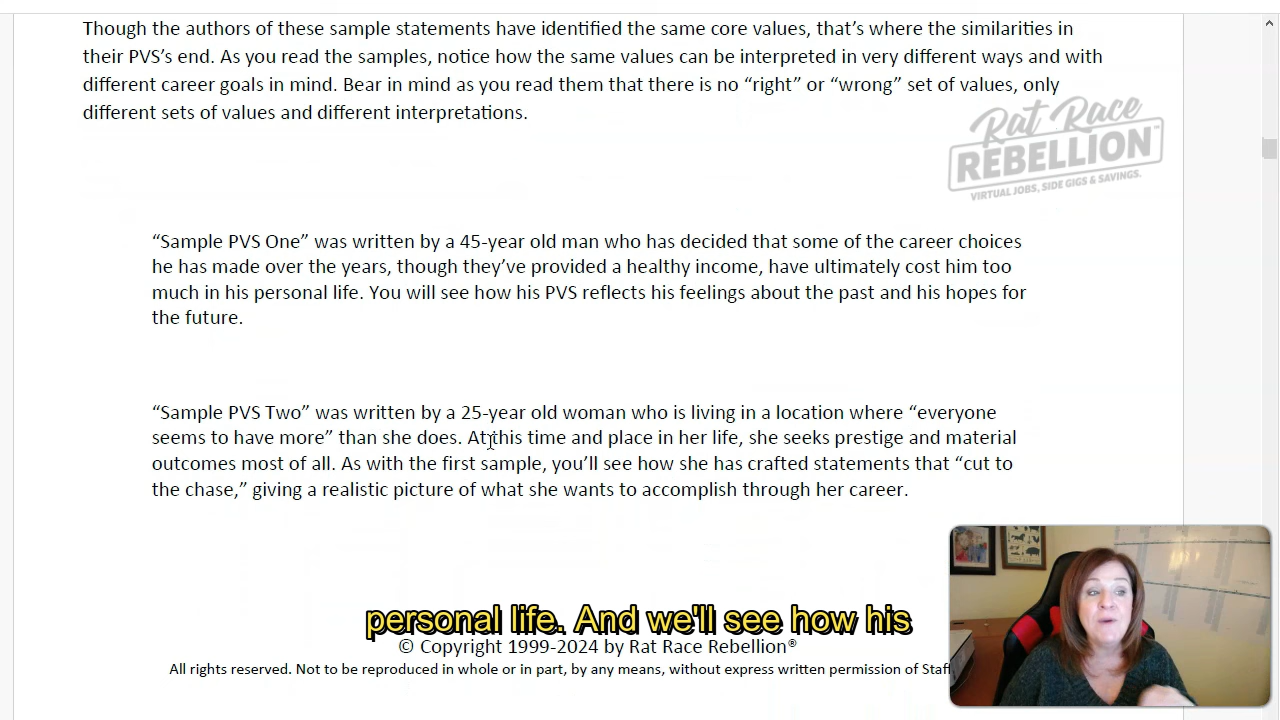 Though the authors of these sample statements have identified the same core values, that’s where the similarities in
their PVS’s end. As you read the samples, notice how the same values can be interpreted in very different ways and with
different career goals in mind. Bear in mind as you read them that there is no “right” or “wrong” set of values, only
different sets of values and different interpretations.
Rat Race
REBELLION™
VIRTUAL JOBS, SIDE GIGS & SAVINGS.
“Sample PVS One” was written by a 45-year old man who has decided that some of the career choices
he has made over the years, though they’ve provided a healthy income, have ultimately cost him too
much in his personal life. You will see how his PVS reflects his feelings about the past and his hopes for
the future.
“Sample PVS Two” was written by a 25-year old woman who is living in a location where “everyone
seems to have more” than she does. At this time and place in her life, she seeks prestige and material
outcomes most of all. As with the first sample, you’ll see how she has crafted statements that “cut to
the chase,” giving a realistic picture of what she wants to accomplish through her career.
personal life. And we'll see how his
© Copyright 1999-2024 by Rat Race Rebellion®
All rights reserved. Not to be reproduced in whole or in part, by any means, without express written permission of Staff